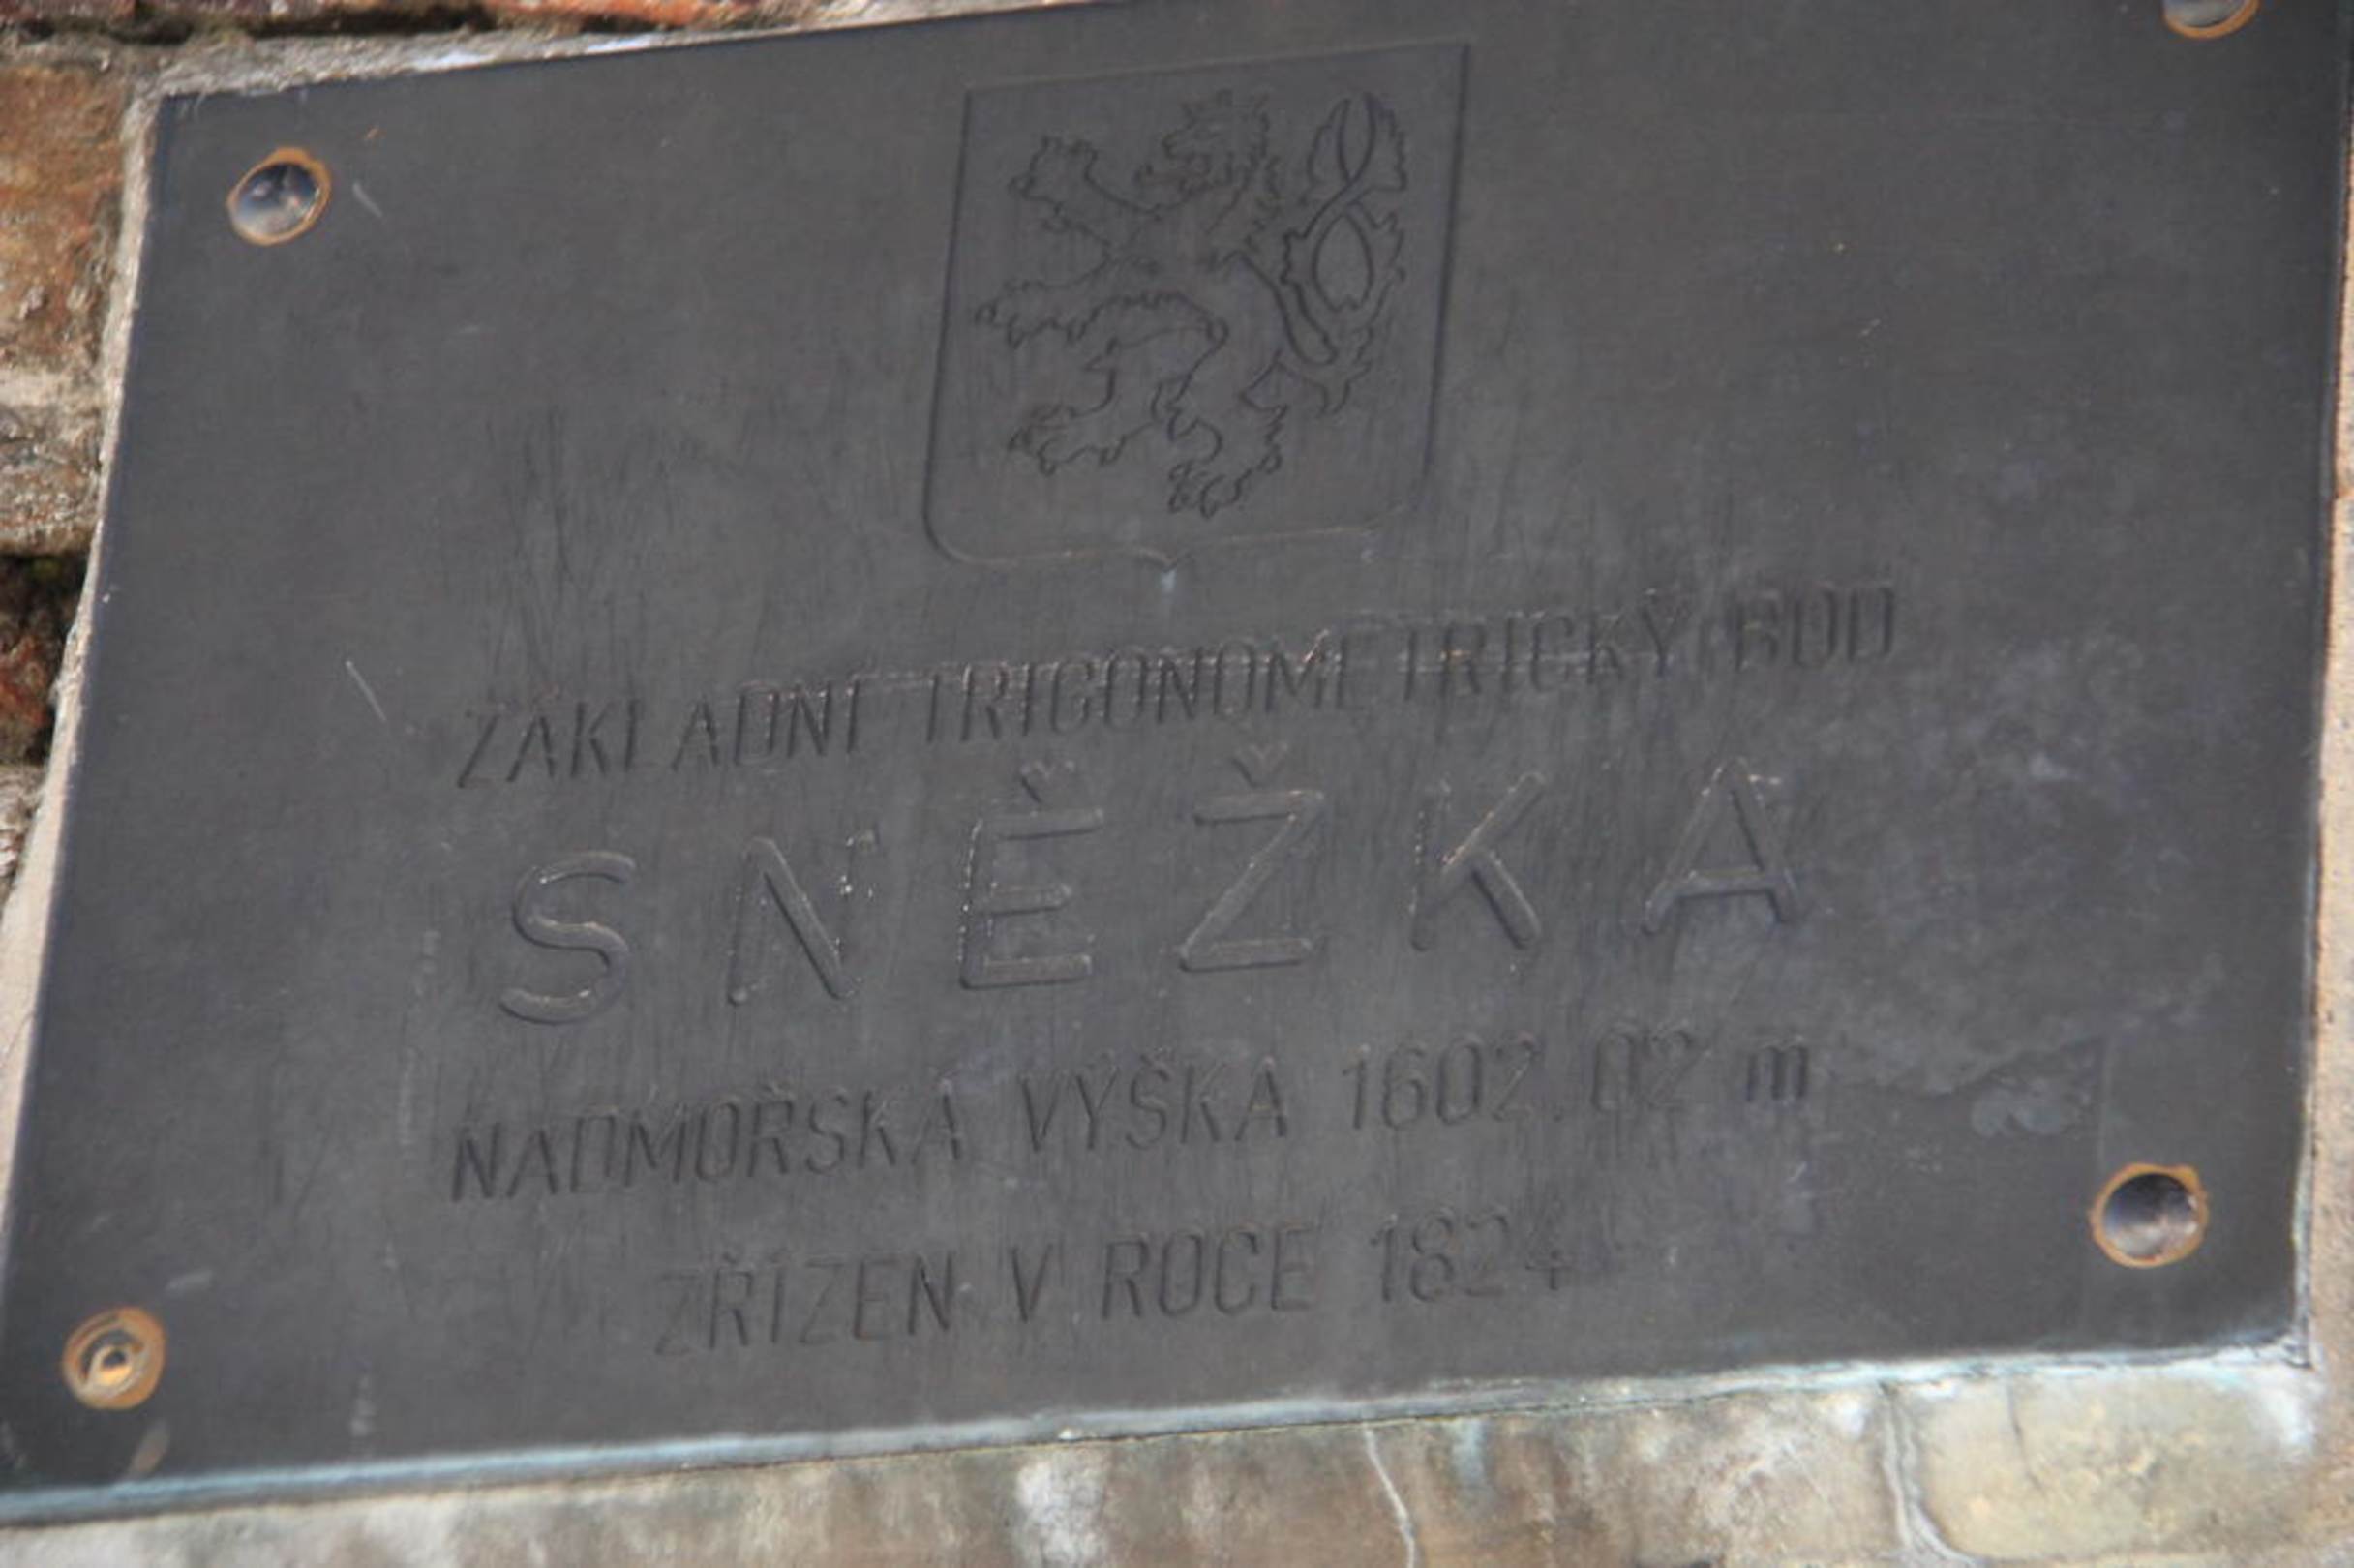 ZÁKLADNÍ TRIGONOMETRICKÝ BOD
SNĚŽKA
NADMOŘSKÁ VÝŠKA 1602.02 m
ZŘÍZEN V ROCE 1824